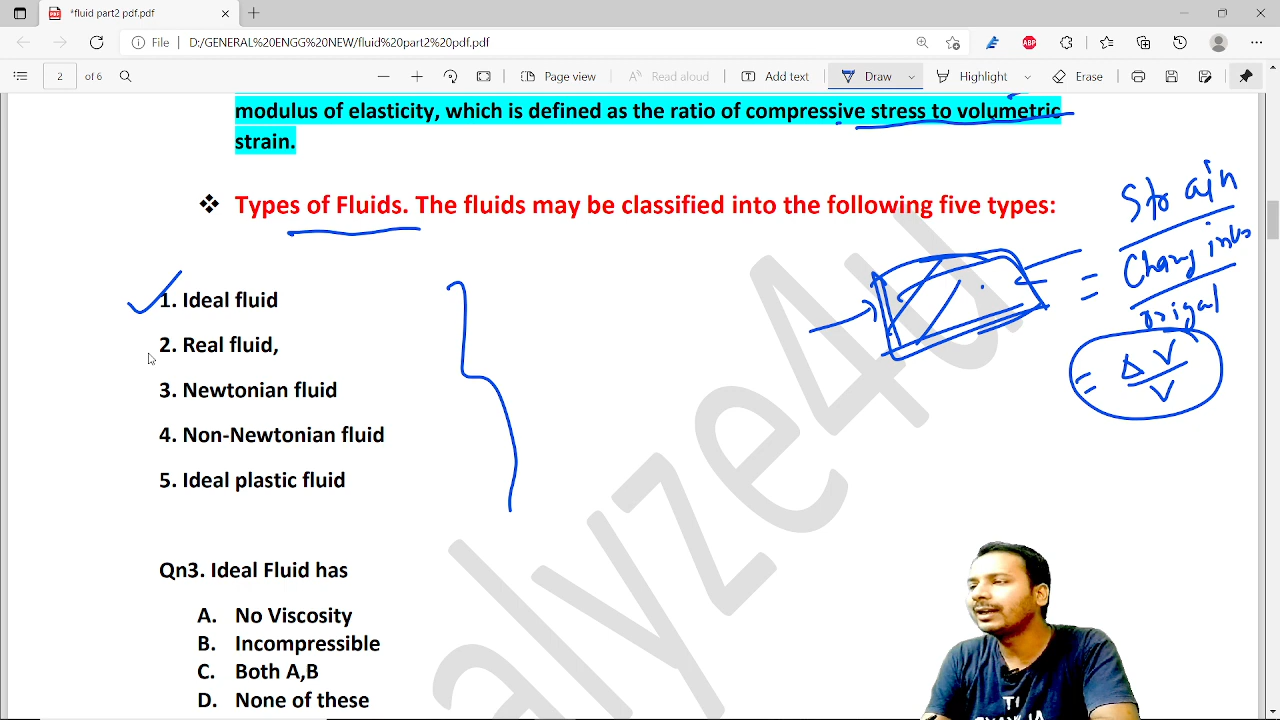 *fluid part2 pdf.pdf
File D:/GENERAL%20ENGG%20NEW/fluid%20part2%20pdf.pdf
2 of 6 Page view Read aloud Add text Draw Highlight Erase
modulus of elasticity, which is defined as the ratio of compressive stress to volumetric
strain.
❖ Types of Fluids. The fluids may be classified into the following five types:
Strain
= Chang
= ΔV
V
1. Ideal fluid
2. Real fluid,
3. Newtonian fluid
4. Non-Newtonian fluid
5. Ideal plastic fluid
Qn3. Ideal Fluid has
A. No Viscosity
B. Incompressible
C. Both A,B
D. None of these
alyze4u